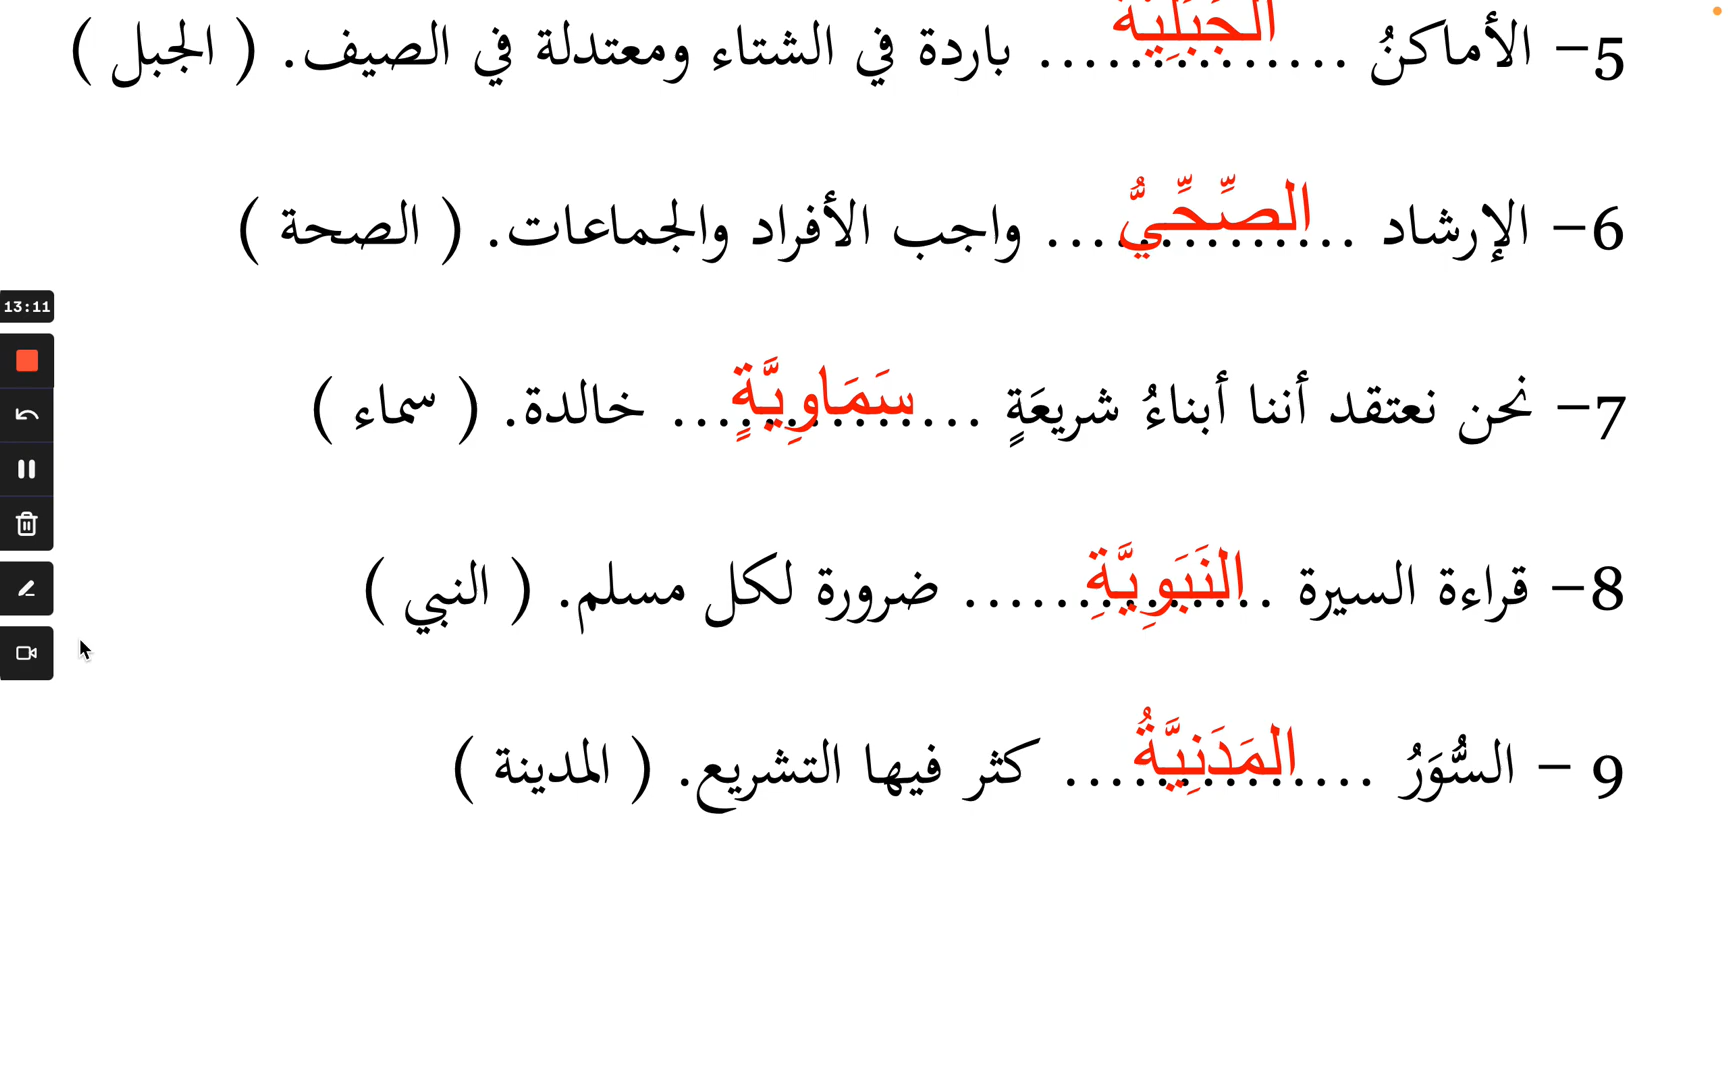 5– الأماكنُ .............. الجَبَلِيَّة باردة في الشتاء ومعتدلة في الصيف. ( الجبل )
6– الإرشاد .............. الصِّحِّيُّ واجب الأفراد والجماعات. ( الصحة )
13:11
7– نحن نعتقد أننا أبناءُ شريعَةٍ .............. سَمَاوِيَّةٍ خالدة. ( سماء )
8– قراءة السيرة .............. النَبَوِيَّةِ ضرورة لكل مسلم. ( النبي )
9 – السُّوَرُ .............. المَدَنِيَّةُ كثر فيها التشريع. ( المدينة )